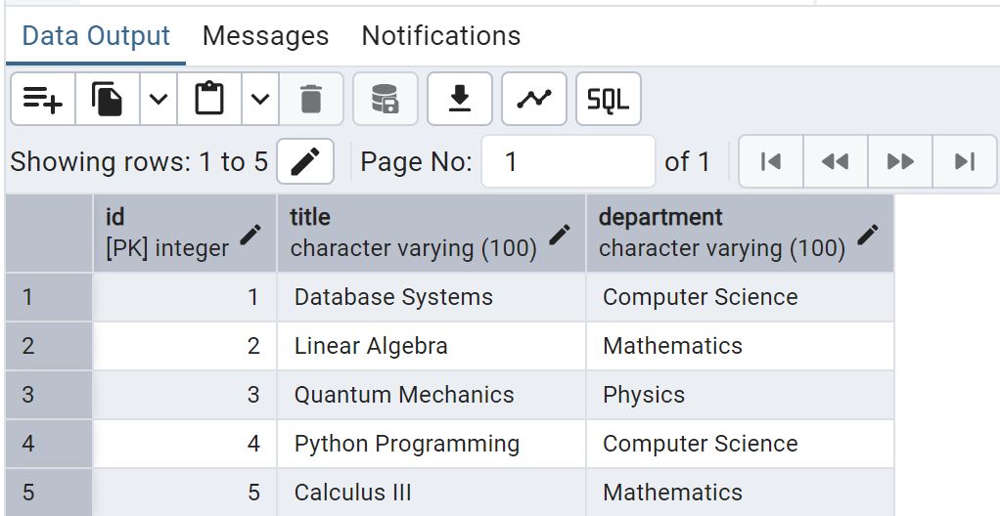 Data Output Messages Notifications
SQL
Showing rows: 1 to 5 Page No: 1 of 1
id title department
[PK] integer character varying (100) character varying (100)
1 1 Database Systems Computer Science
2 2 Linear Algebra Mathematics
3 3 Quantum Mechanics Physics
4 4 Python Programming Computer Science
5 5 Calculus III Mathematics